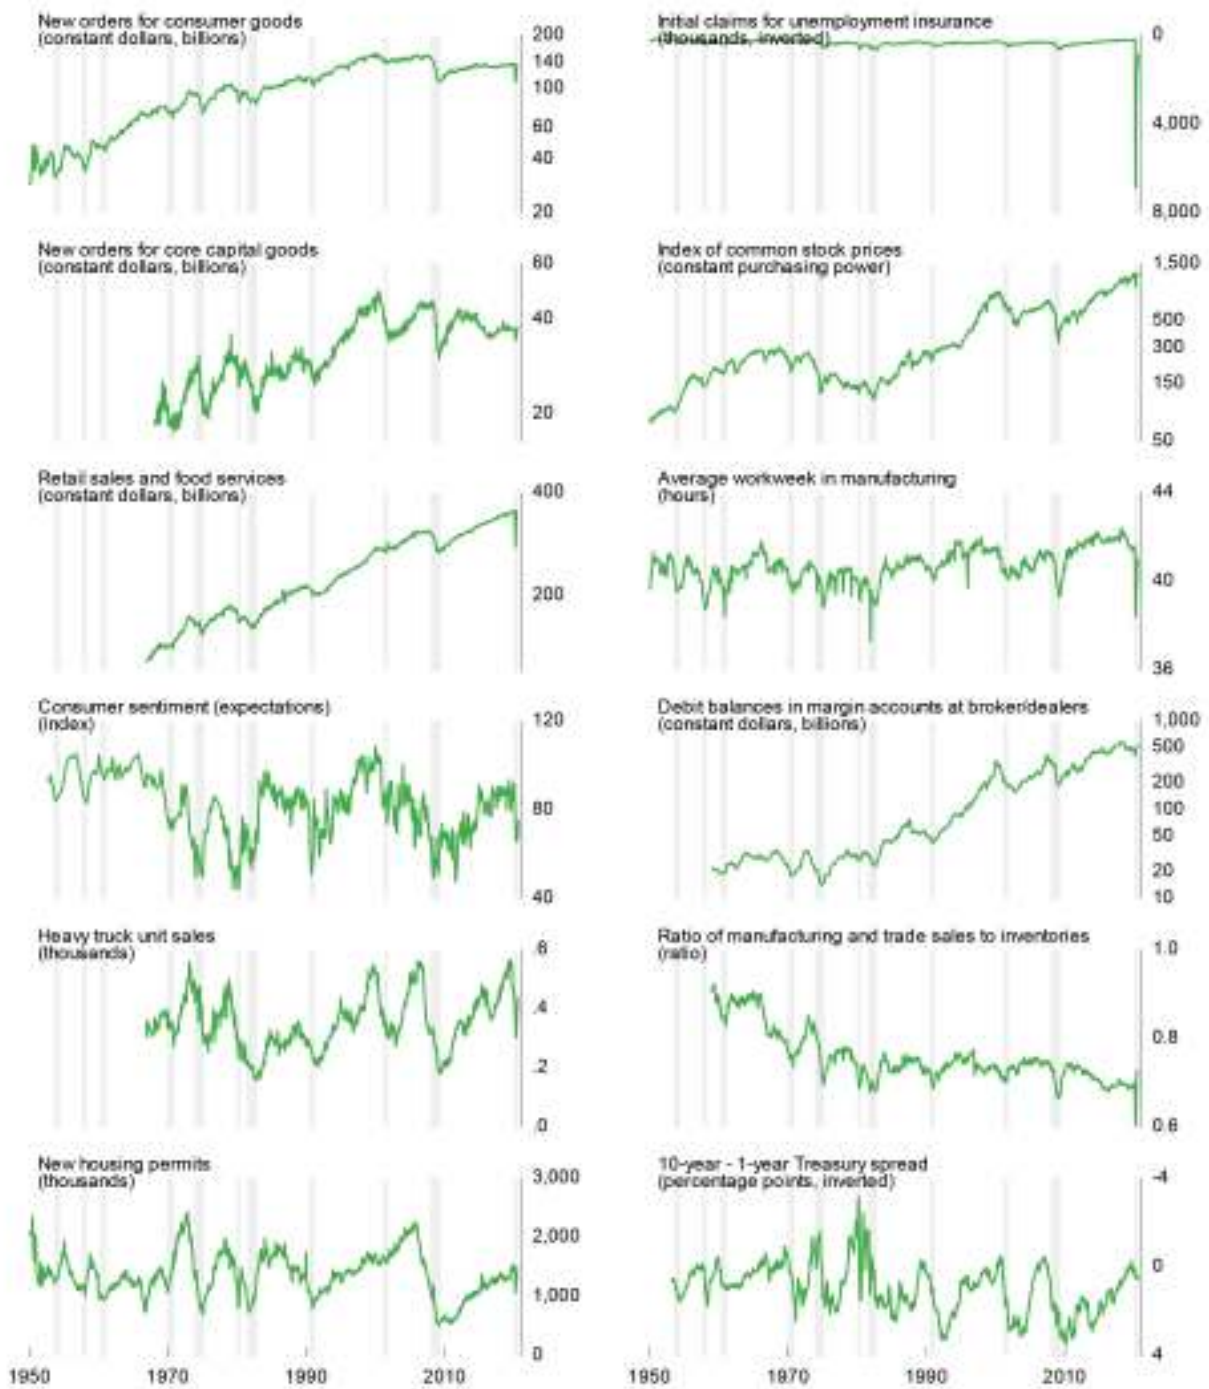 New orders for consumer goods
(constant dollars, billions)
200
140
100
60
40
20
Initial claims for unemployment insurance
(thousands, inverted)
0
4,000
8,000
New orders for core capital goods
(constant dollars, billions)
60
40
20
Index of common stock prices
(constant purchasing power)
1,500
500
300
150
50
Retail sales and food services
(constant dollars, billions)
400
200
Average workweek in manufacturing
(hours)
44
40
36
Consumer sentiment (expectations)
(Index)
120
80
40
Debit balances in margin accounts at broker/dealers
(constant dollars, billions)
1,000
500
200
100
50
20
10
Heavy truck unit sales
(thousands)
.6
.4
.2
.0
Ratio of manufacturing and trade sales to inventories
(ratio)
1.0
0.8
0.6
New housing permits
(thousands)
3,000
2,000
1,000
0
1950 1970 1990 2010
10-year - 1-year Treasury spread
(percentage points, inverted)
-4
0
4
1950 1970 1990 2010